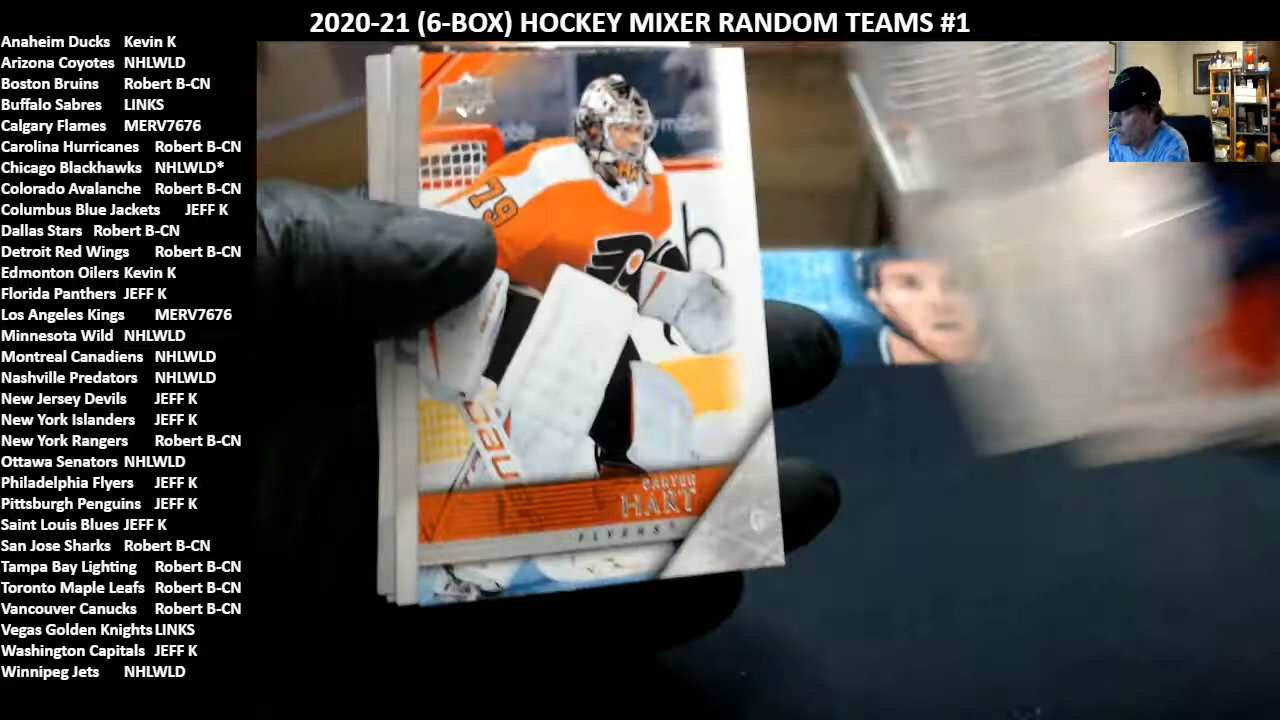 2020-21 (6-BOX) HOCKEY MIXER RANDOM TEAMS #1
Anaheim Ducks Kevin K
Arizona Coyotes NHLWLD
Boston Bruins Robert B-CN
Buffalo Sabres LINKS
Calgary Flames MERV7676
Carolina Hurricanes Robert B-CN
Chicago Blackhawks NHLWLD*
Colorado Avalanche Robert B-CN
Columbus Blue Jackets JEFF K
Dallas Stars Robert B-CN
Detroit Red Wings Robert B-CN
Edmonton Oilers Kevin K
Florida Panthers JEFF K
Los Angeles Kings MERV7676
Minnesota Wild NHLWLD
Montreal Canadiens NHLWLD
Nashville Predators NHLWLD
New Jersey Devils JEFF K
New York Islanders JEFF K
New York Rangers Robert B-CN
Ottawa Senators NHLWLD
Philadelphia Flyers JEFF K
Pittsburgh Penguins JEFF K
Saint Louis Blues JEFF K
San Jose Sharks Robert B-CN
Tampa Bay Lighting Robert B-CN
Toronto Maple Leafs Robert B-CN
Vancouver Canucks Robert B-CN
Vegas Golden Knights LINKS
Washington Capitals JEFF K
Winnipeg Jets NHLWLD
79
CARTER
HART
FLYERS
G